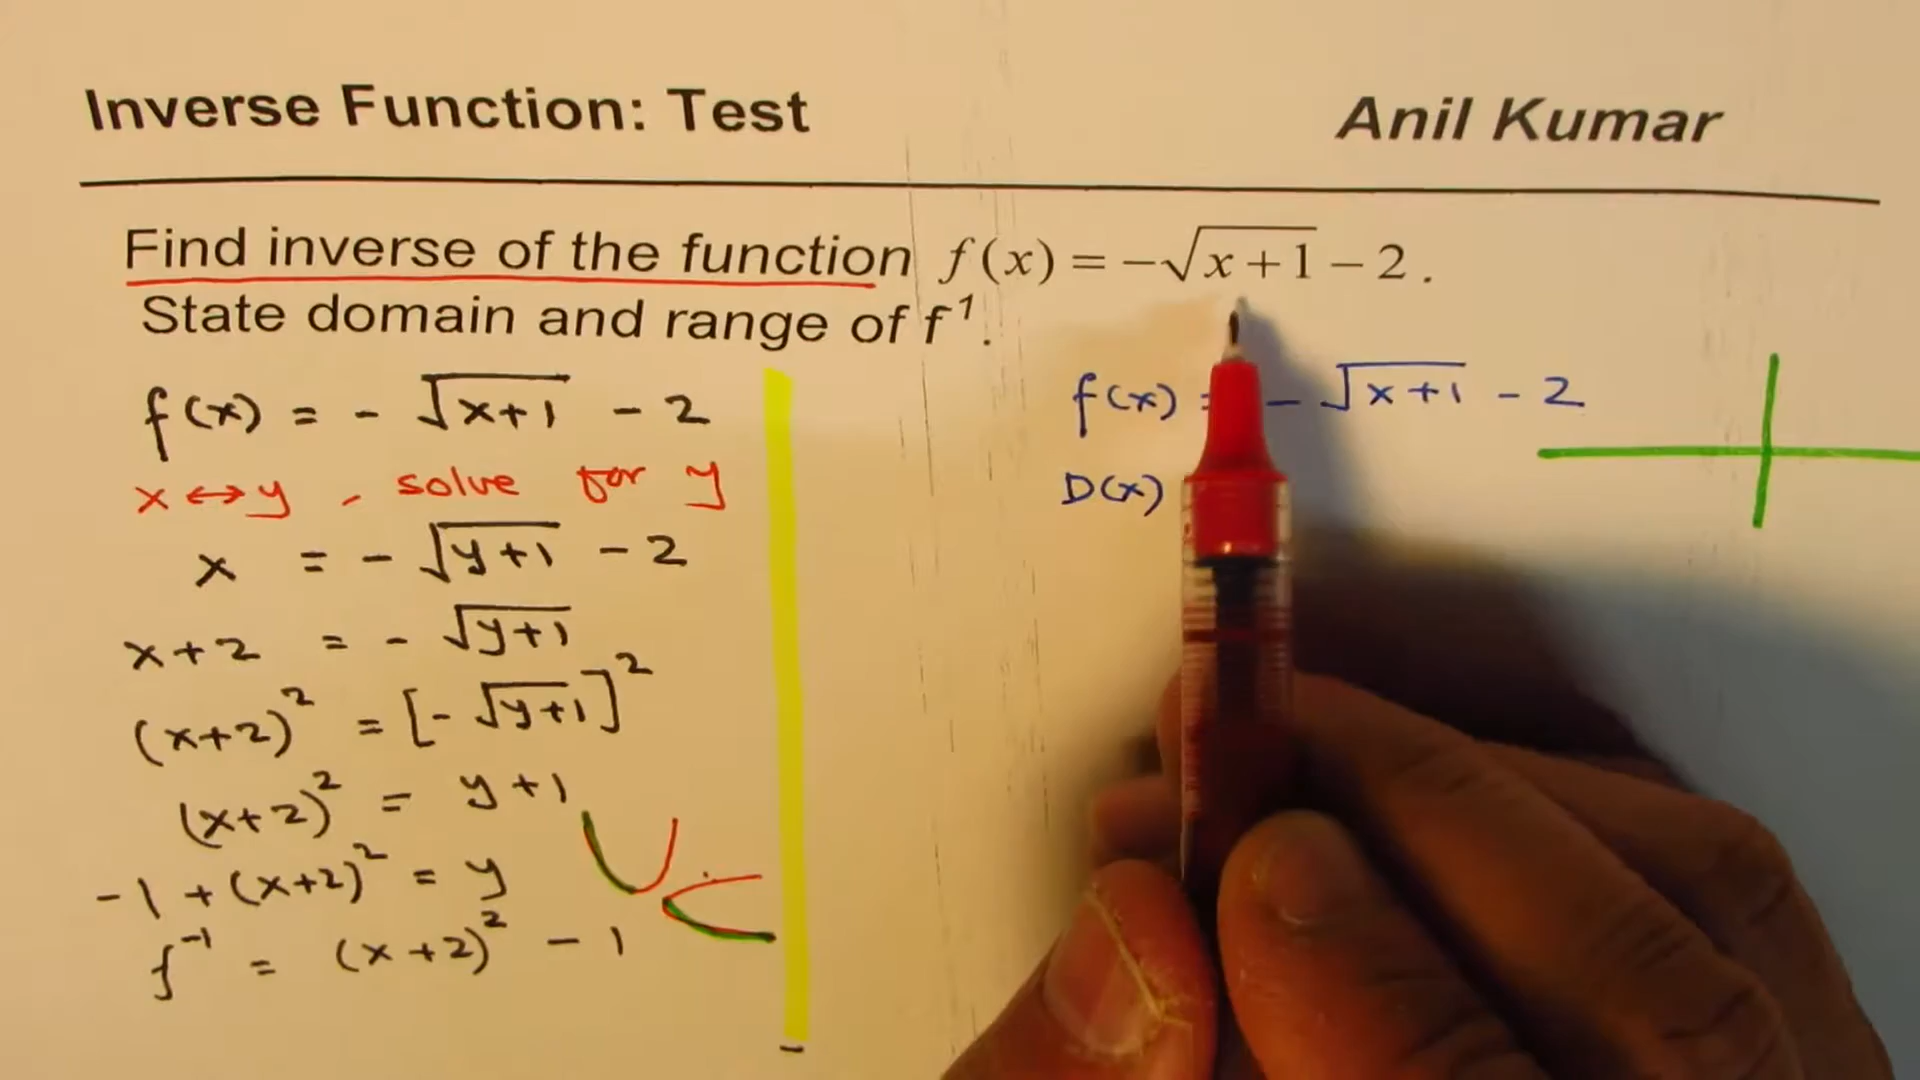 Inverse Function: Test
Anil Kumar
Find inverse of the function f(x) = -√(x+1) - 2.
State domain and range of f¹.
f(x) = - √(x+1) - 2
x ↔ y, solve for y
x = - √(y+1) - 2
x+2 = - √(y+1)
(x+2)² = [- √(y+1)]²
(x+2)² = y+1
-1 + (x+2)² = y
f⁻¹ = (x+2)² - 1
f(x) = - √(x+1) - 2
D(x)